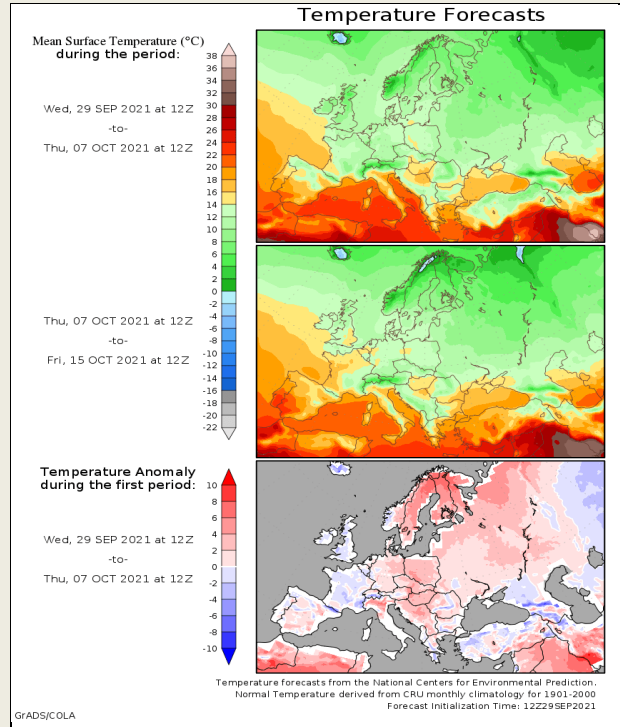 Temperature Forecasts
Mean Surface Temperature (°C)
during the period:
Wed, 29 SEP 2021 at 12Z
-to-
Thu, 07 OCT 2021 at 12Z
38
36
34
32
30
28
26
24
22
20
18
16
14
12
10
8
6
4
2
0
-2
-4
-6
-8
-10
-12
-14
-16
-18
-20
-22
Thu, 07 OCT 2021 at 12Z
-to-
Fri, 15 OCT 2021 at 12Z
Temperature Anomaly
during the first period:
Wed, 29 SEP 2021 at 12Z
-to-
Thu, 07 OCT 2021 at 12Z
10
8
6
4
2
0
-2
-4
-6
-8
-10
Temperature forecasts from the National Centers for Environmental Prediction.
Normal Temperature derived from CRU monthly climatology for 1901-2000
Forecast Initialization Time: 12Z29SEP2021
GrADS/COLA